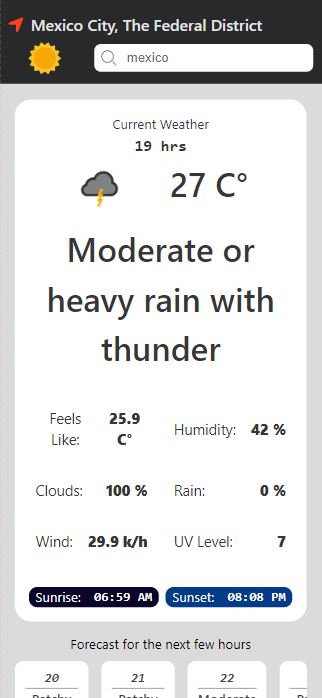 Mexico City, The Federal District
mexico
Current Weather
19 hrs
27 C°
Moderate or
heavy rain with
thunder
Feels Like: 25.9 C°
Humidity: 42 %
Clouds: 100 %
Rain: 0 %
Wind: 29.9 k/h
UV Level: 7
Sunrise: 06:59 AM
Sunset: 08:08 PM
Forecast for the next few hours
20
21
22